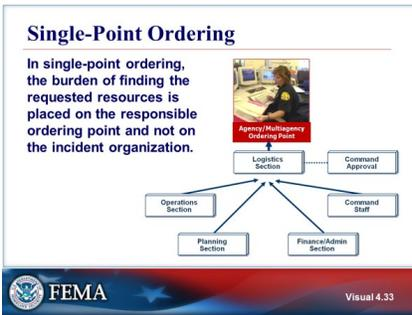 Single-Point Ordering
In single-point ordering,
the burden of finding the
requested resources is
placed on the responsible
ordering point and not on
the incident organization.
Agency/Multiagency
Ordering Point
Logistics
Section
Command
Approval
Operations
Section
Command
Staff
Planning
Section
Finance/Admin
Section
FEMA
Visual 4.33